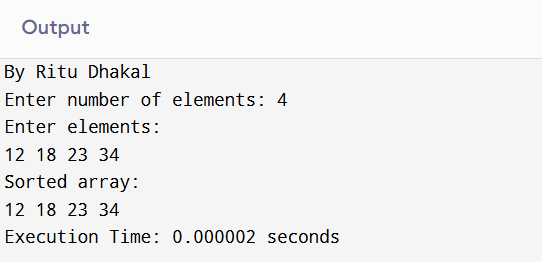 Output
By Ritu Dhakal
Enter number of elements: 4
Enter elements:
12 18 23 34
Sorted array:
12 18 23 34
Execution Time: 0.000002 seconds